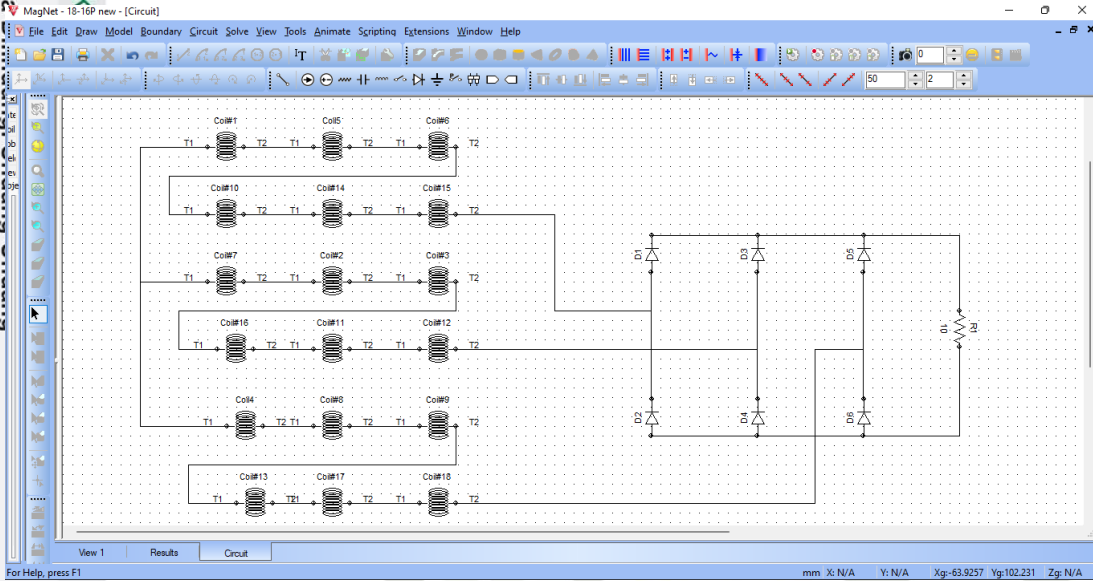 MagNet - 18-16P new - [Circuit]
File Edit Draw Model Boundary Circuit Solve View Tools Animate Scripting Extensions Window Help
0
50 2
Coil#1 Coil5 Coil#6
T1 T2 T1 T2 T1 T2
Coil#10 Coil#14 Coil#15
T1 T2 T1 T2 T1 T2
Coil#7 Coil#2 Coil#3
T1 T2 T1 T2 T1 T2
D1 D3 D5
Coil#16 Coil#11 Coil#12
T1 T2 T1 T2 T1 T2
10 R1
Coil4 Coil#8 Coil#9
T1 T2 T1 T2 T1 T2
D2 D4 D6
Coil#13 Coil#17 Coil#18
T1 T2 T1 T2 T1 T2
View 1 Results Circuit
For Help, press F1 mm X: N/A Y: N/A Xg:-63.9257 Yg:102.231 Zg: N/A